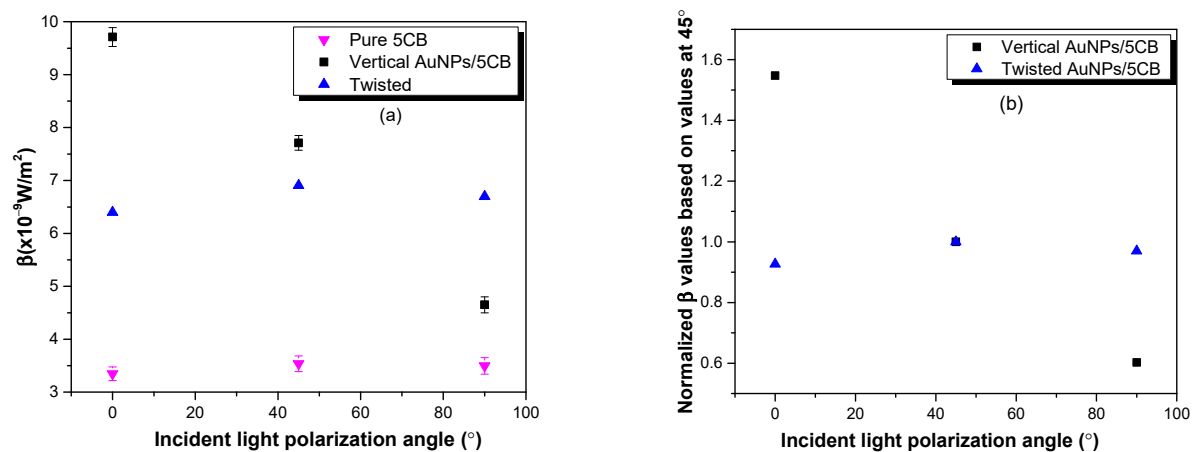 10
9
8
7
6
5
4
3
β(x10⁻⁹W/m²)
Pure 5CB
Vertical AuNPs/5CB
Twisted
(a)
0 20 40 60 80 100
Incident light polarization angle (°)
1.6
1.4
1.2
1.0
0.8
0.6
Normalized β values based on values at 45°
Vertical AuNPs/5CB
Twisted AuNPs/5CB
(b)
0 20 40 60 80 100
Incident light polarization angle (°)